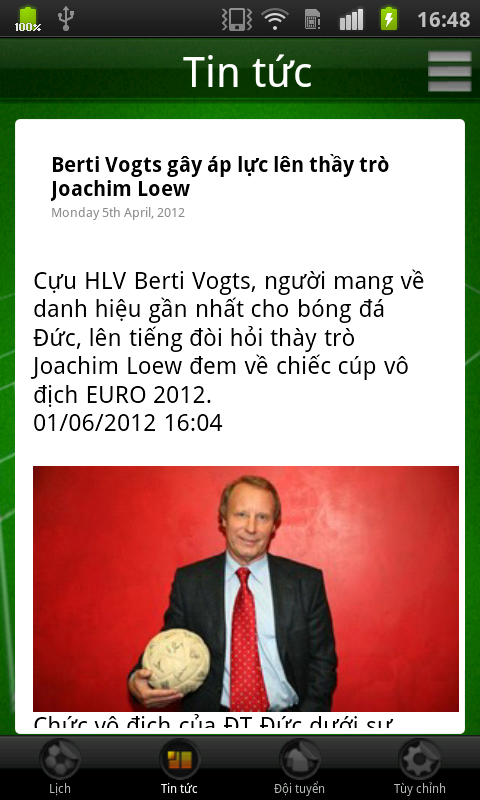 100%
16:48
Tin tức
Berti Vogts gây áp lực lên thầy trò
Joachim Loew
Monday 5th April, 2012
Cựu HLV Berti Vogts, người mang về
danh hiệu gần nhất cho bóng đá
Đức, lên tiếng đòi hỏi thày trò
Joachim Loew đem về chiếc cúp vô
địch EURO 2012.
01/06/2012 16:04
Chức vô địch của ĐT Đức dưới sự
Lịch
Tin tức
Đội tuyển
Tùy chỉnh